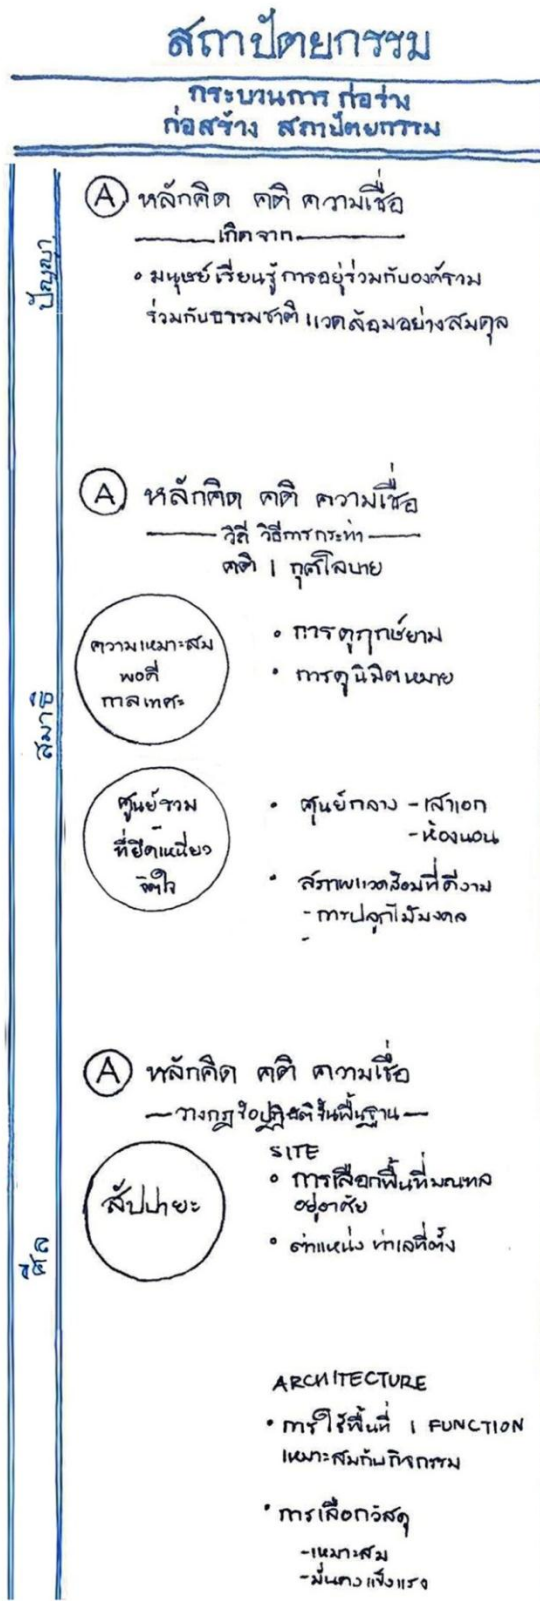 สถาปัตยกรรม
กระบวนการ ก่อร่าง
ก่อสร้าง สถาปัตยกรรม
ปัญญา
A หลักคิด คติ ความเชื่อ
เกิดจาก
• มนุษย์เรียนรู้การอยู่ร่วมกับองค์รวม
ร่วมกับธรรมชาติ แวดล้อมอย่างสมดุล
สมาธิ
A หลักคิด คติ ความเชื่อ
วิถี วิธีการกระทำ
คติ | กุศโลบาย
ความเหมาะสม
พอดี
กาลเทศะ
• การดูฤกษ์ยาม
• การดูนิมิตหมาย
ศูนย์รวม
-
ที่ยึดเหนี่ยว
จิตใจ
• ศูนย์กลาง - เสาเอก
- ห้องนอน
• สภาพแวดล้อมที่ดีงาม
- การปลูกไม้มงคล
-
ศีล
A หลักคิด คติ ความเชื่อ
วางกฎข้อปฏิบัติขั้นพื้นฐาน
สัปปายะ
SITE
• การเลือกพื้นที่มณฑล
อยู่อาศัย
• ตำแหน่ง ทำเลที่ตั้ง
ARCHITECTURE
• การใช้พื้นที่ | FUNCTION
เหมาะสมกับกิจกรรม
• การเลือกวัสดุ
- เหมาะสม
- มั่นคงแข็งแรง